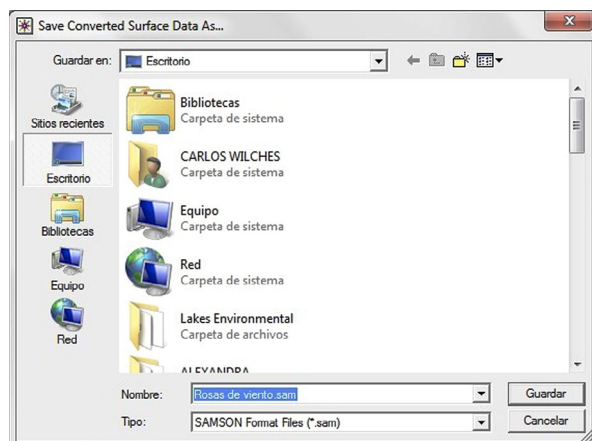 Save Converted Surface Data As...
Guardar en:
Escritorio
Sitios recientes
Escritorio
Bibliotecas
Equipo
Red
Bibliotecas
Carpeta de sistema
CARLOS WILCHES
Carpeta de sistema
Equipo
Carpeta de sistema
Red
Carpeta de sistema
Lakes Environmental
Carpeta de archivos
ALEXANDRA
Nombre:
Rosas de viento.sam
Guardar
Tipo:
SAMSON Format Files (*.sam)
Cancelar